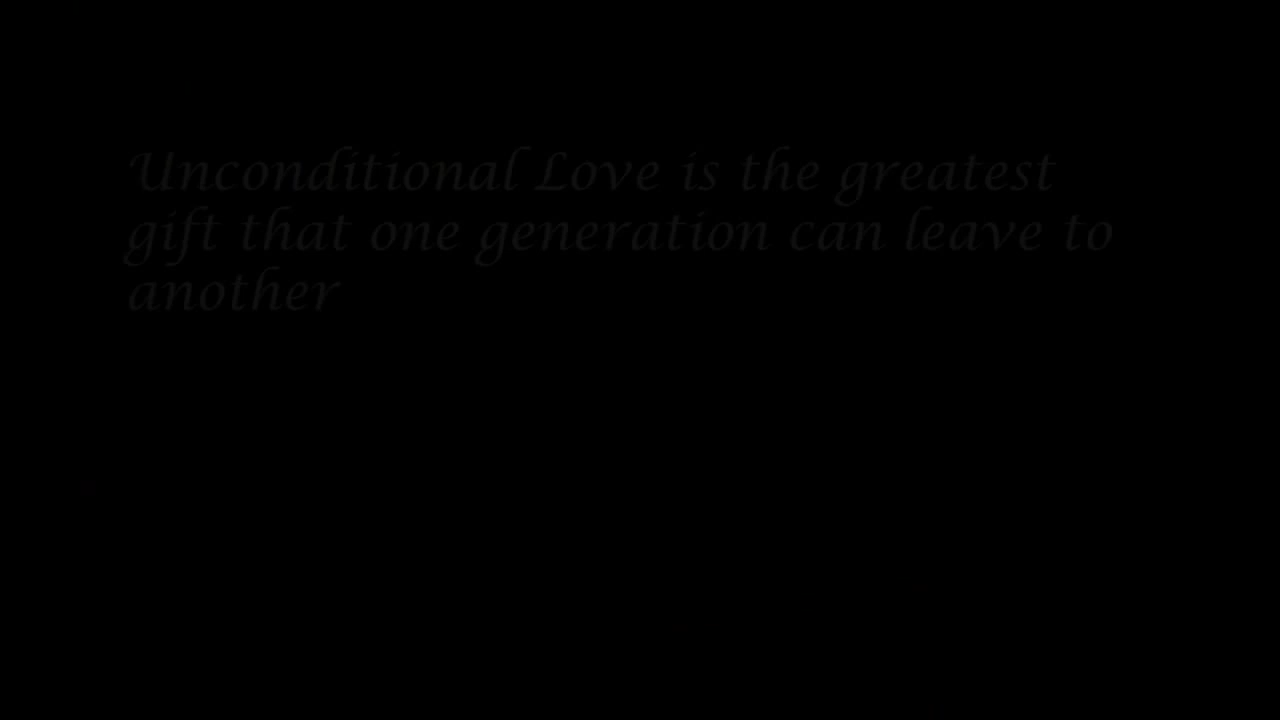 Unconditional Love is the greatest
gift that one generation can leave to
another